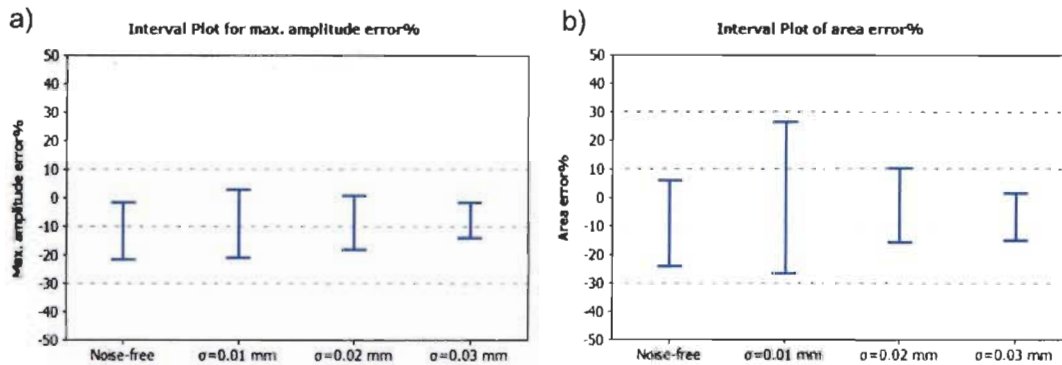 a)
Interval Plot for max. amplitude error%
Max. amplitude error%
50
40
30
20
10
0
-10
-20
-30
-40
-50
Noise-free σ=0.01 mm σ=0.02 mm σ=0.03 mm
b)
Interval Plot of area error%
Area error%
50
40
30
20
10
0
-10
-20
-30
-40
-50
Noise-free σ=0.01 mm σ=0.02 mm σ=0.03 mm